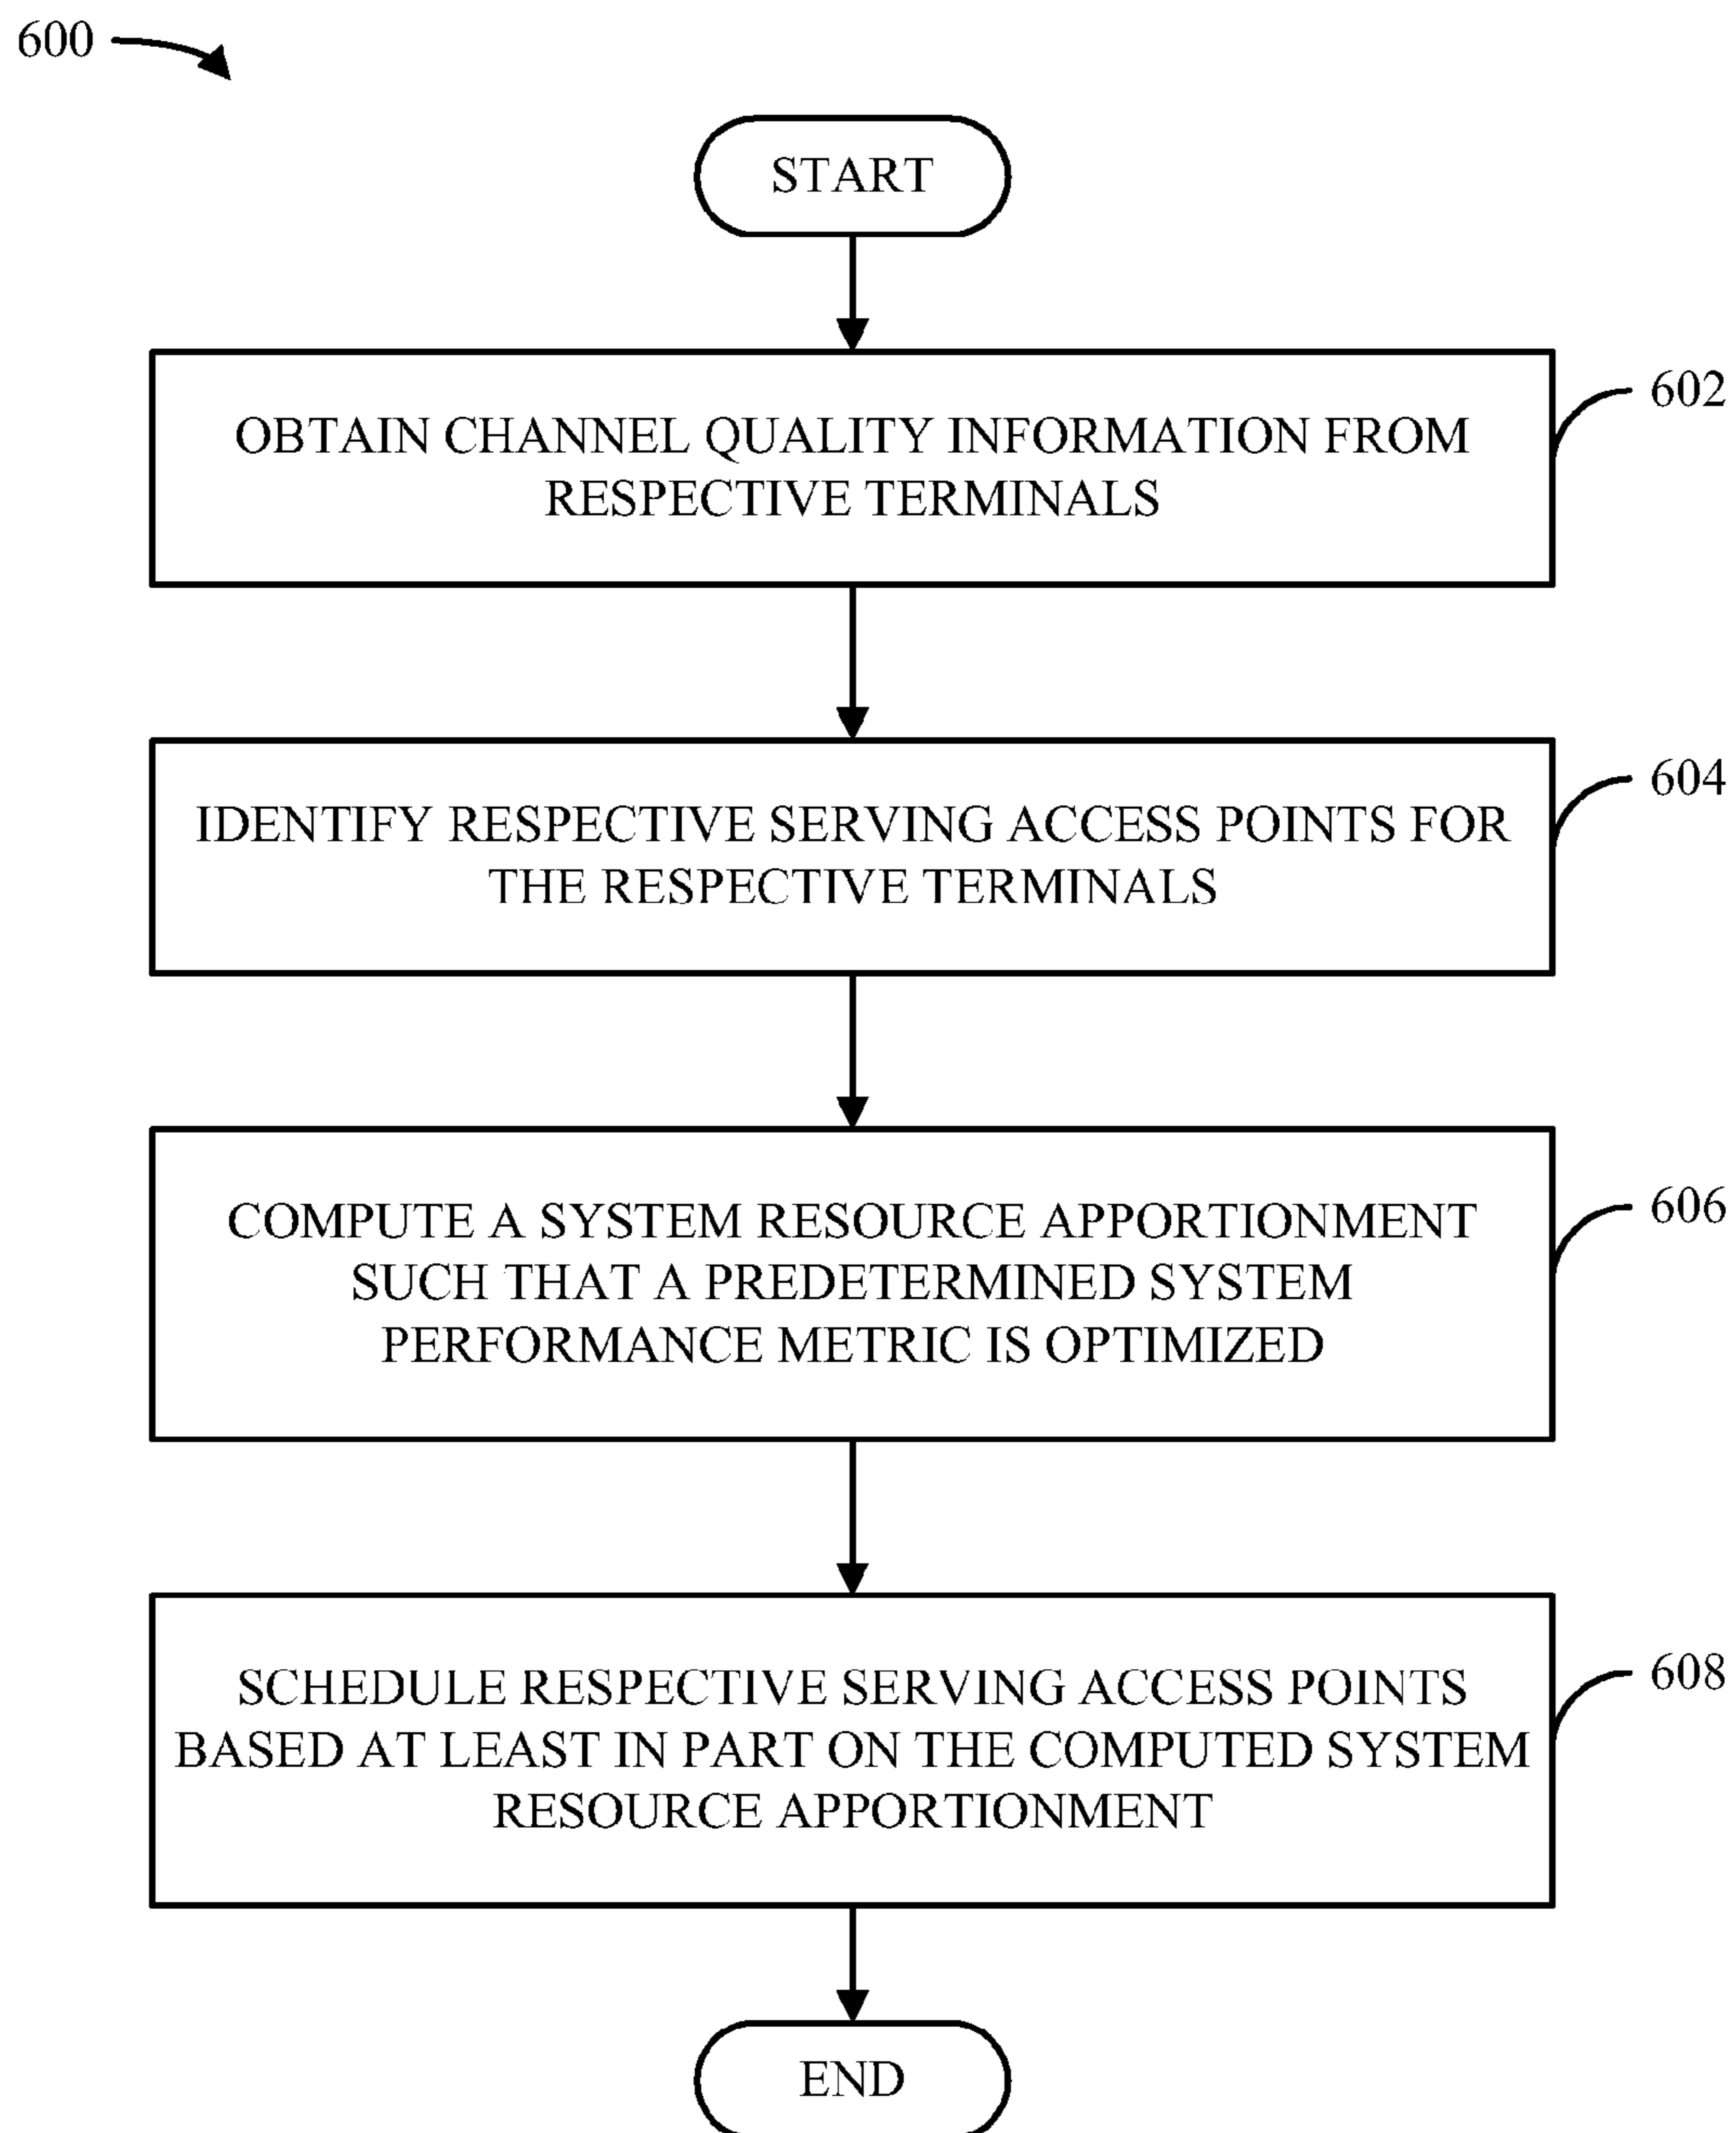 600
START
602
OBTAIN CHANNEL QUALITY INFORMATION FROM
RESPECTIVE TERMINALS
604
IDENTIFY RESPECTIVE SERVING ACCESS POINTS FOR
THE RESPECTIVE TERMINALS
606
COMPUTE A SYSTEM RESOURCE APPORTIONMENT
SUCH THAT A PREDETERMINED SYSTEM
PERFORMANCE METRIC IS OPTIMIZED
608
SCHEDULE RESPECTIVE SERVING ACCESS POINTS
BASED AT LEAST IN PART ON THE COMPUTED SYSTEM
RESOURCE APPORTIONMENT
END